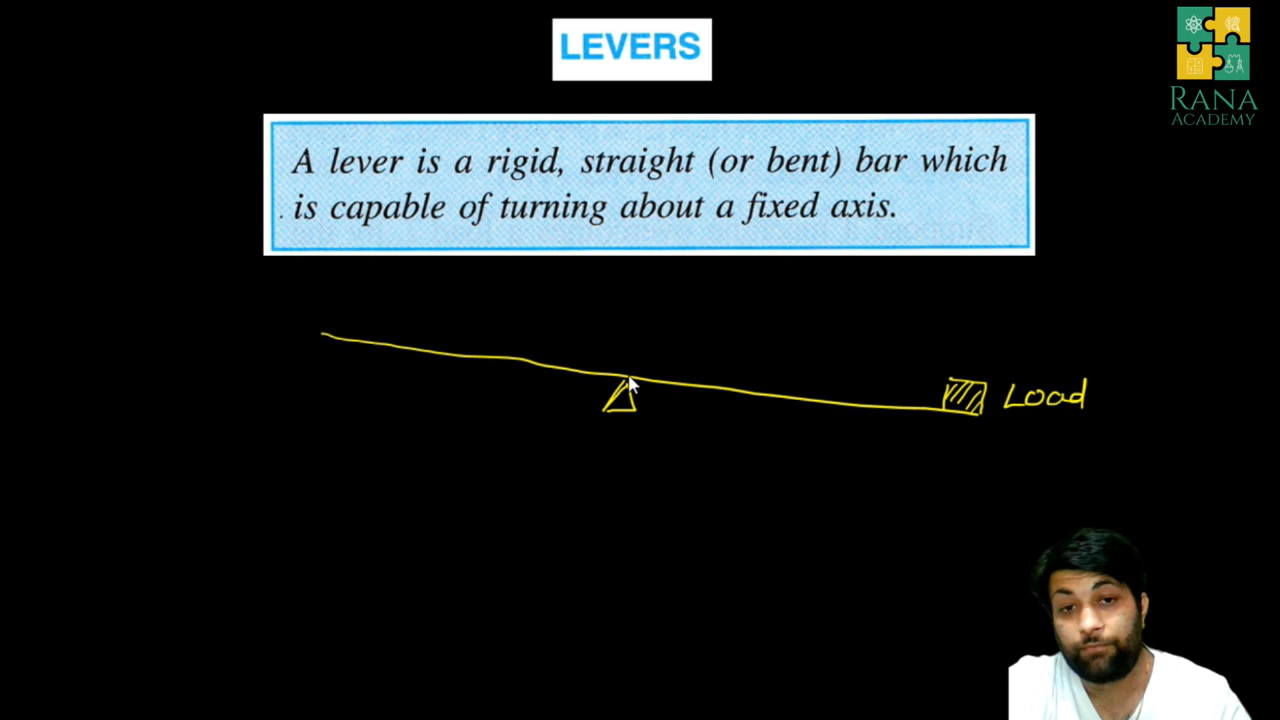 LEVERS
RANA
ACADEMY
A lever is a rigid, straight (or bent) bar which
is capable of turning about a fixed axis.
Load